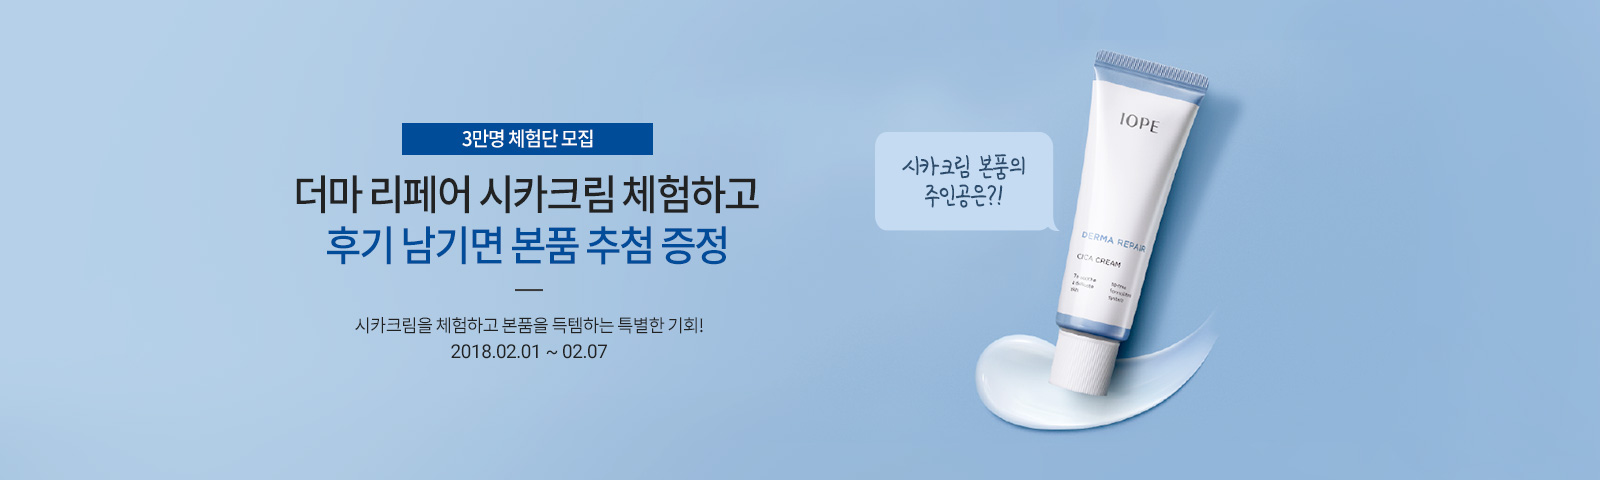 3만명 체험단 모집
더마 리페어 시카크림 체험하고
후기 남기면 본품 추첨 증정
시카크림을 체험하고 본품을 득템하는 특별한 기회!
2018.02.01 ~ 02.07
시카크림 본품의
주인공은?!
IOPE
DERMA REPAIR
CICA CREAM